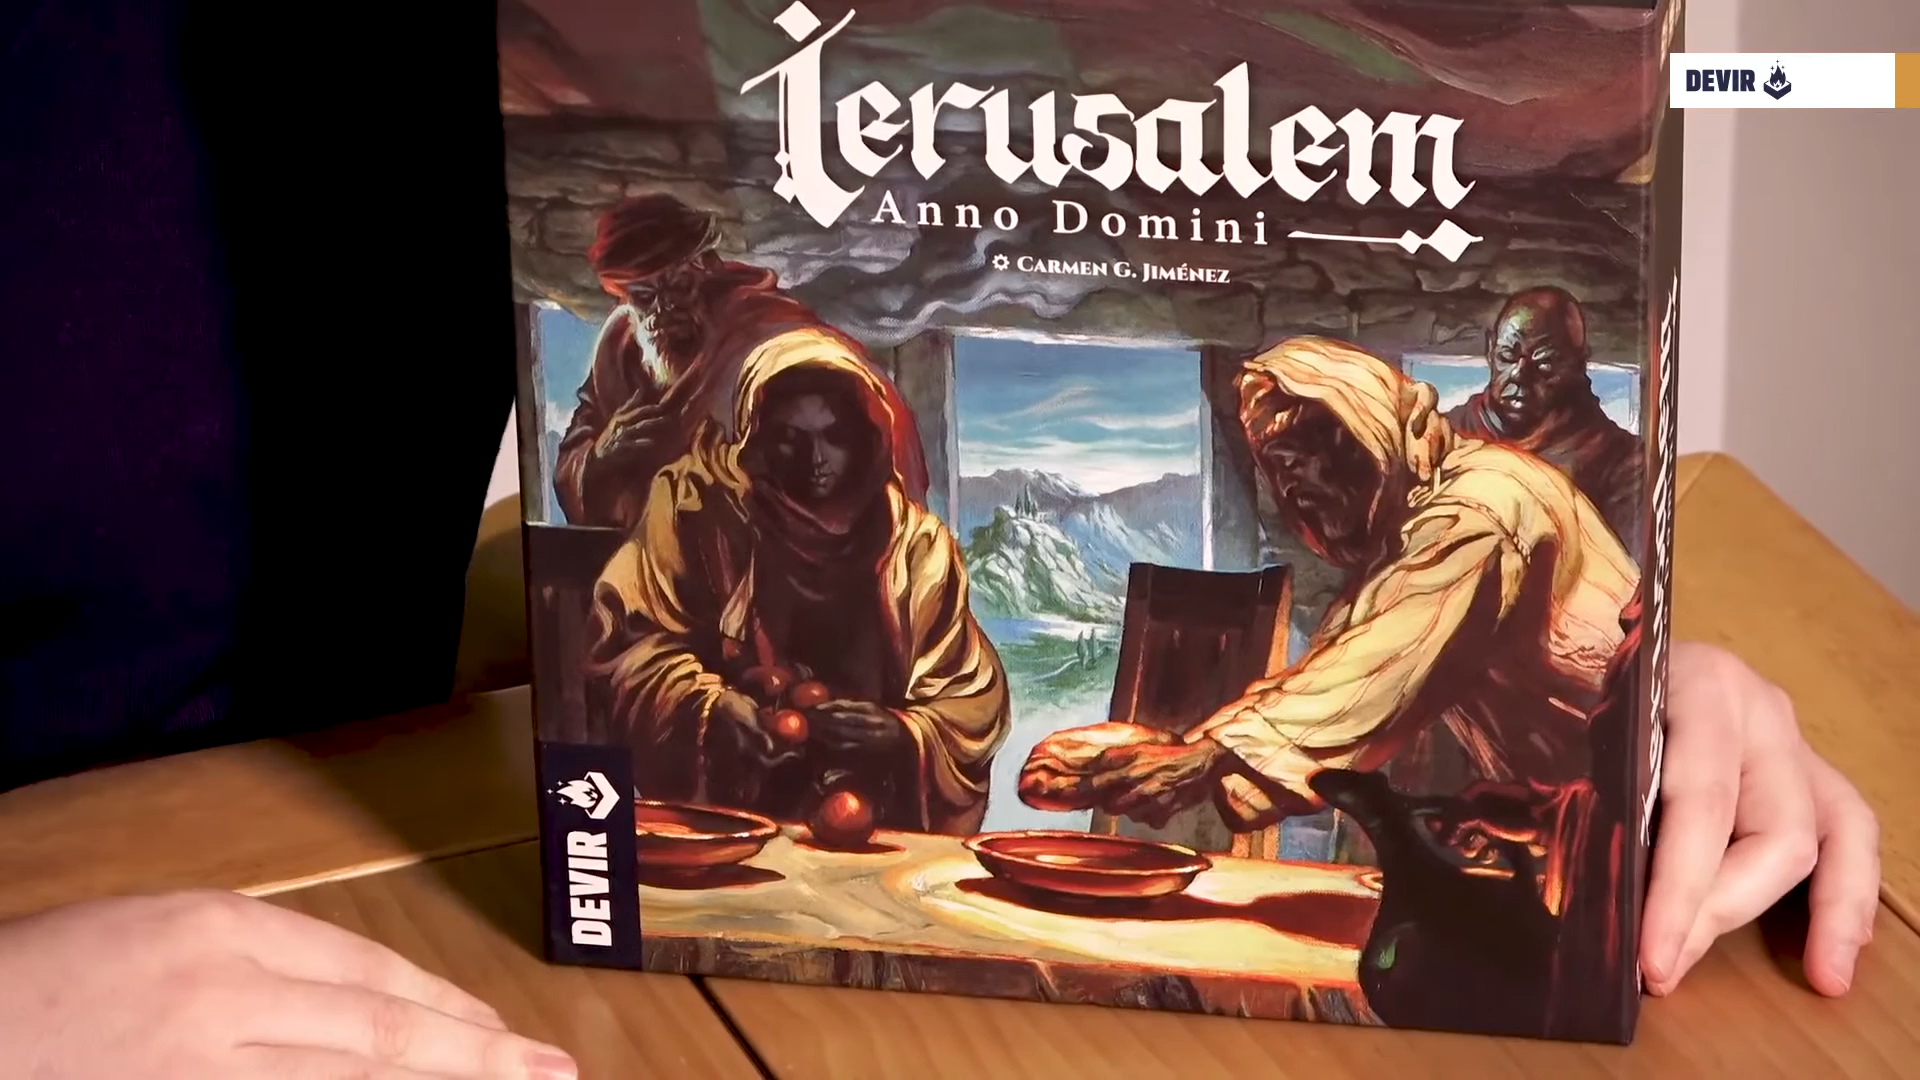 Ierusalem
Anno Domini
CARMEN G. JIMÉNEZ
DEVIR
DEVIR